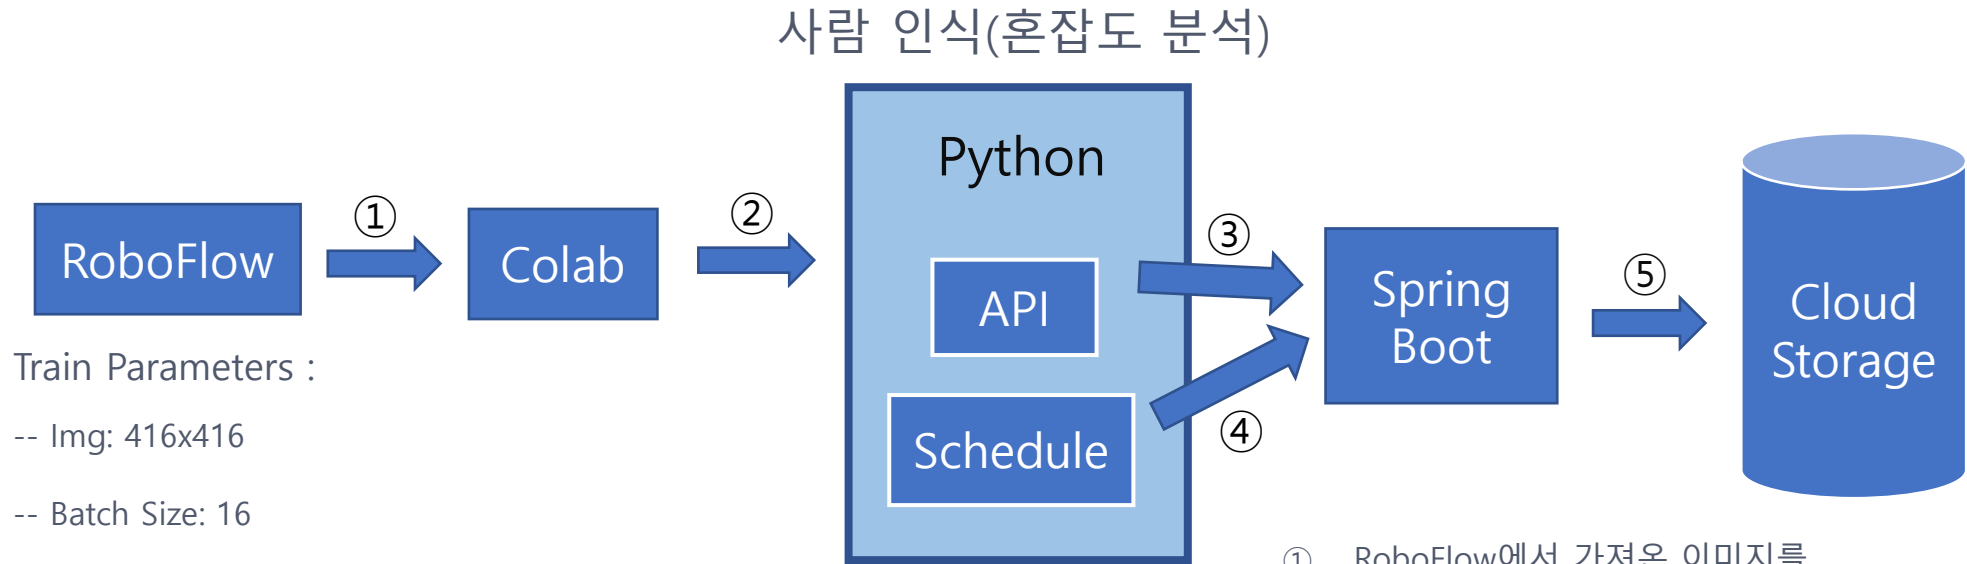 사람 인식(혼잡도 분석)
Python
①
②
③
RoboFlow
Colab
API
Spring
Boot
⑤
Cloud
Storage
Train Parameters :
-- Img: 416x416
④
Schedule
-- Batch Size: 16
① RoboFlow에서 가져온 이미지를